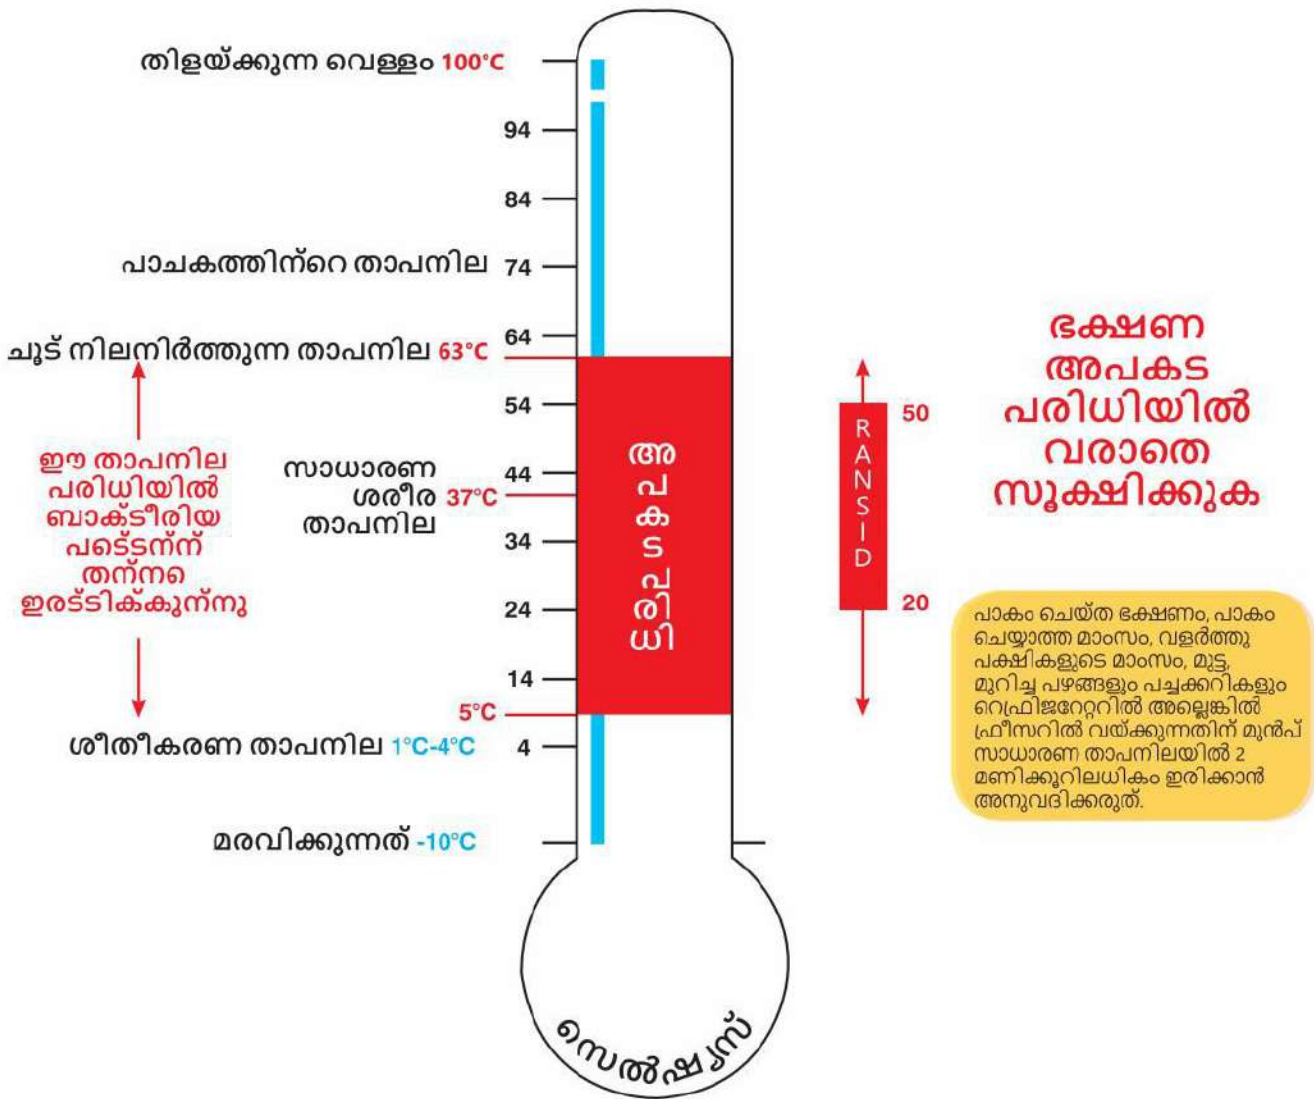 തിളയ്ക്കുന്ന വെള്ളം 100°C
94
84
പാചകത്തിന്റെ താപനില 74
64
ചൂട് നിലനിർത്തുന്ന താപനില 63°C
54
ഈ താപനില
പരിധിയിൽ
ബാക്ടീരിയ
പട്ടെന്ന്
തന്നെ
ഇരട്ടിക്കുന്നു
സാധാരണ
ശരീര
താപനില
44
37°C
34
24
14
5°C
ശീതീകരണ താപനില 1°C-4°C
4
മരവിക്കുന്നത് -10°C
അപകടപരിധി
സെൽഷ്യസ്
RANSID
50
20
ഭക്ഷണ
അപകട
പരിധിയിൽ
വരാതെ
സൂക്ഷിക്കുക
പാകം ചെയ്ത ഭക്ഷണം, പാകം
ചെയ്യാത്ത മാംസം, വളർത്തു
പക്ഷികളുടെ മാംസം, മുട്ട,
മുറിച്ച പഴങ്ങളും പച്ചക്കറികളും
റെഫ്രിജറേറ്ററിൽ അല്ലെങ്കിൽ
ഫ്രീസറിൽ വയ്ക്കുന്നതിന് മുൻപ്
സാധാരണ താപനിലയിൽ 2
മണിക്കൂറിലധികം ഇരിക്കാൻ
അനുവദിക്കരുത്.